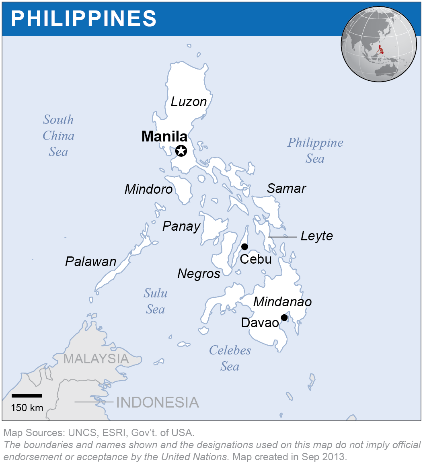 PHILIPPINES
Luzon
South
China
Sea
Manila
Philippine
Sea
Mindoro
Samar
Panay
Leyte
Palawan
Cebu
Negros
Sulu
Sea
Mindanao
Davao
Celebes
Sea
MALAYSIA
150 km
INDONESIA
Map Sources: UNCS, ESRI, Gov't. of USA.
The boundaries and names shown and the designations used on this map do not imply official
endorsement or acceptance by the United Nations. Map created in Sep 2013.